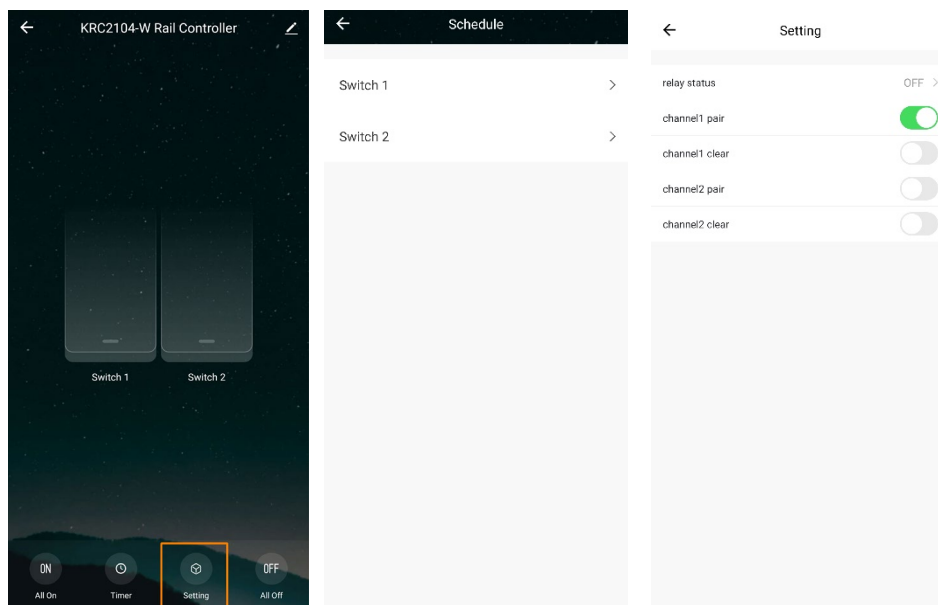 KRC2104-W Rail Controller
Switch 1
Switch 2
ON
OFF
All On
Timer
Setting
All Off
Schedule
Switch 1
Switch 2
Setting
relay status
OFF
channel1 pair
channel1 clear
channel2 pair
channel2 clear